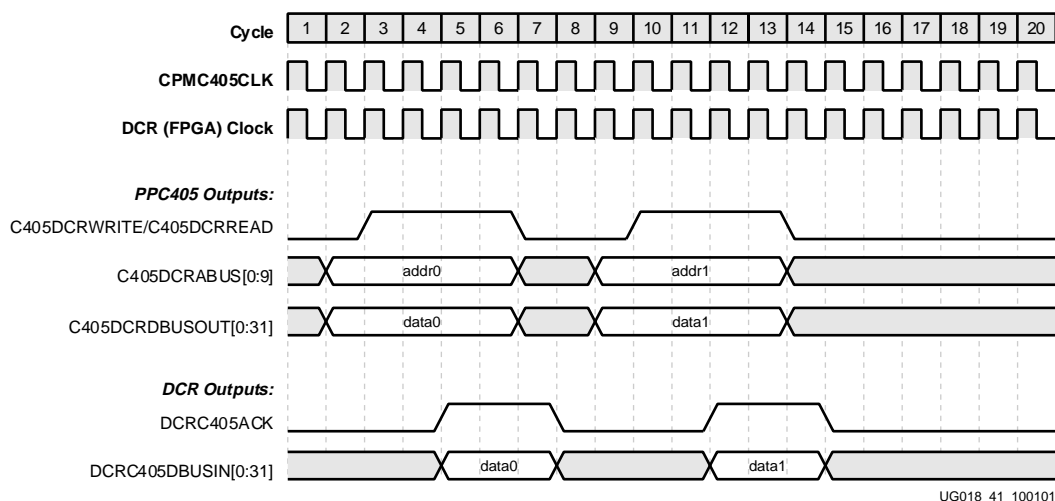 Cycle 1 2 3 4 5 6 7 8 9 10 11 12 13 14 15 16 17 18 19 20
CPMC405CLK
DCR (FPGA) Clock
PPC405 Outputs:
C405DCRWRITE/C405DCRREAD
C405DCRABUS[0:9] addr0 addr1
C405DCRDBUSOUT[0:31] data0 data1
DCR Outputs:
DCRC405ACK
DCRC405DBUSIN[0:31] data0 data1
UG018_41_100101